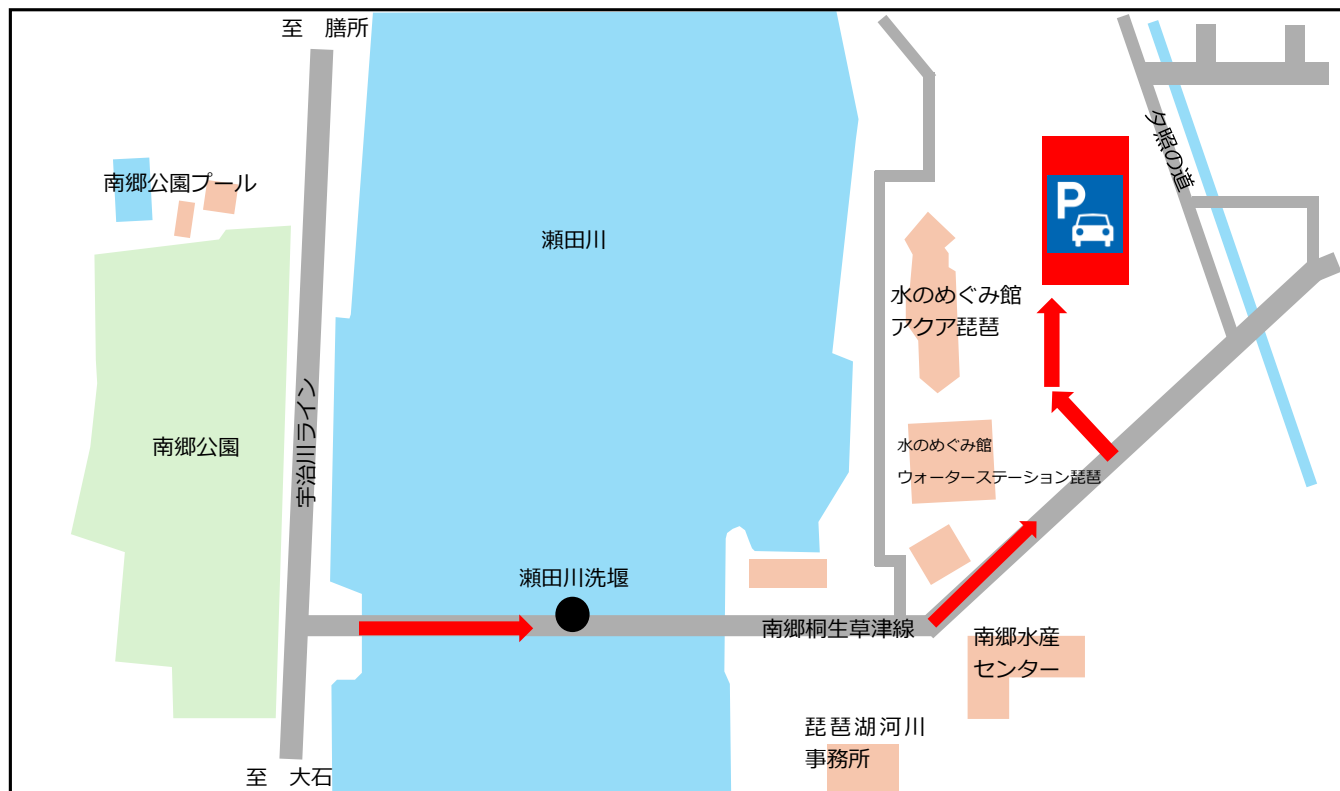 至　膳所
南郷公園プール
夕照の道
P
瀬田川
水のめぐみ館
アクア琵琶
宇治川ライン
南郷公園
水のめぐみ館
ウォーターステーション琵琶
瀬田川洗堰
南郷桐生草津線
南郷水産
センター
琵琶湖河川
事務所
至　大石